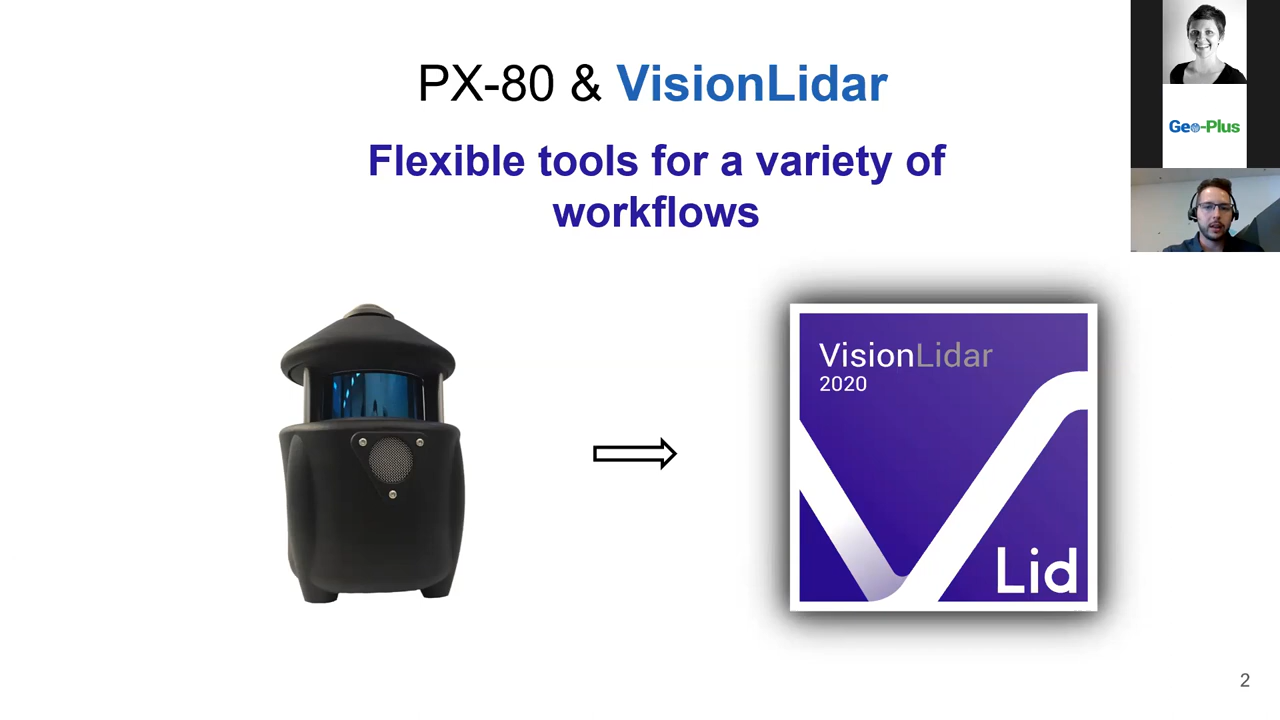 PX-80 & VisionLidar
Flexible tools for a variety of
workflows
Geo-Plus
VisionLidar
2020
Lid
2